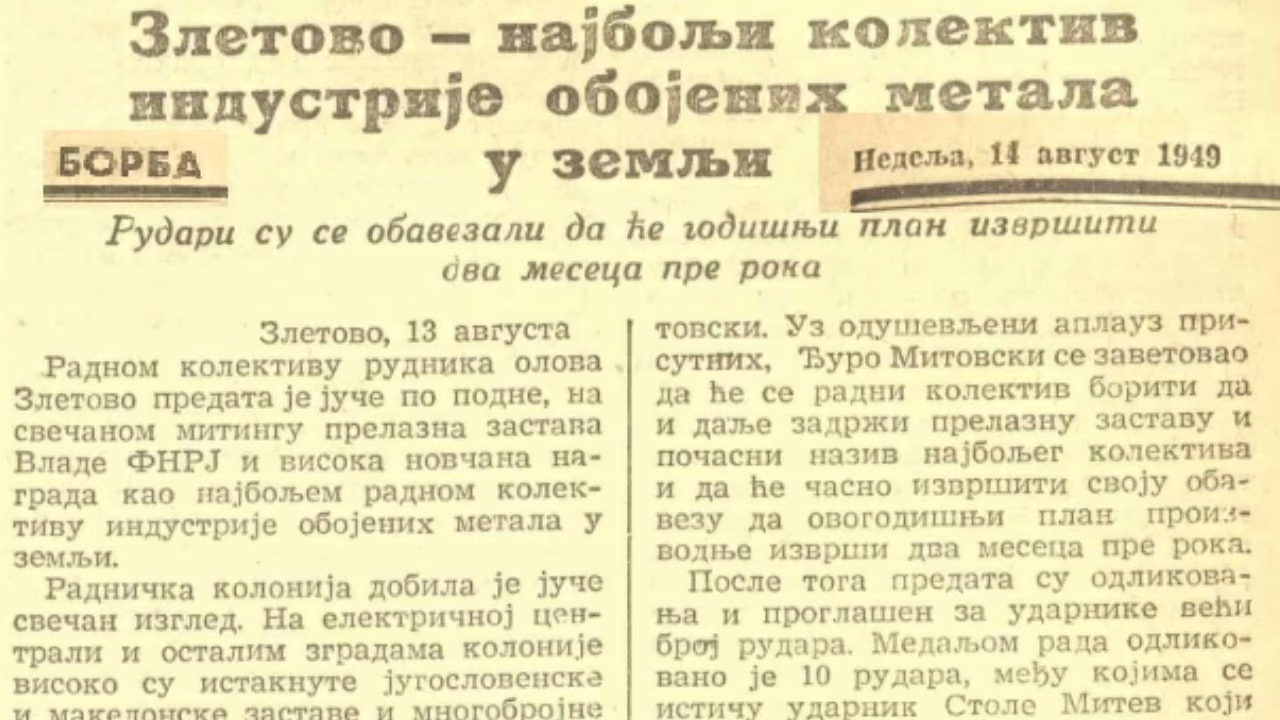 Злетово — најбољи колектив
индустрије обојених метала
у земљи
БОРБА
Недеља, 14 август 1949
Рудари су се обавезали да ће годишњи план извршити
два месеца пре рока
Злетово, 13 августа
Радном колективу рудника олова
Злетово предата је јуче по подне, на
свечаном митингу прелазна застава
Владе ФНРЈ и висока новчана на-
града као најбољем радном колек-
тиву индустрије обојених метала у
земљи.
Радничка колонија добила је јуче
свечан изглед. На електричној цен-
трали и осталим зградама колоније
високо су истакнуте југословенске
и македонске заставе и многобројне
товски. Уз одушевљени аплауз при-
сутних, Ђуро Митовски се заветовао
да ће се радни колектив борити да
и даље задржи прелазну заставу и
почасни назив најбољег колектива
и да ће часно извршити своју оба-
везу да овогодишњи план произ-
водње изврши два месеца пре рока.
После тога предата су одликова-
ња и проглашен за ударнике већи
број рудара. Медаљом рада одлико-
вано је 10 рудара, међу којима се
истичу ударник Столе Митев који